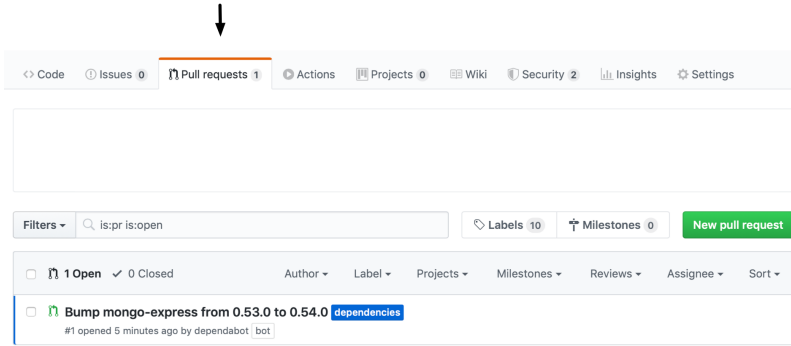 Code Issues 0 Pull requests 1 Actions Projects 0 Wiki Security 2 Insights Settings
Filters is:pr is:open Labels 10 Milestones 0 New pull request
1 Open 0 Closed Author Label Projects Milestones Reviews Assignee Sort
Bump mongo-express from 0.53.0 to 0.54.0 dependencies
#1 opened 5 minutes ago by dependabot bot